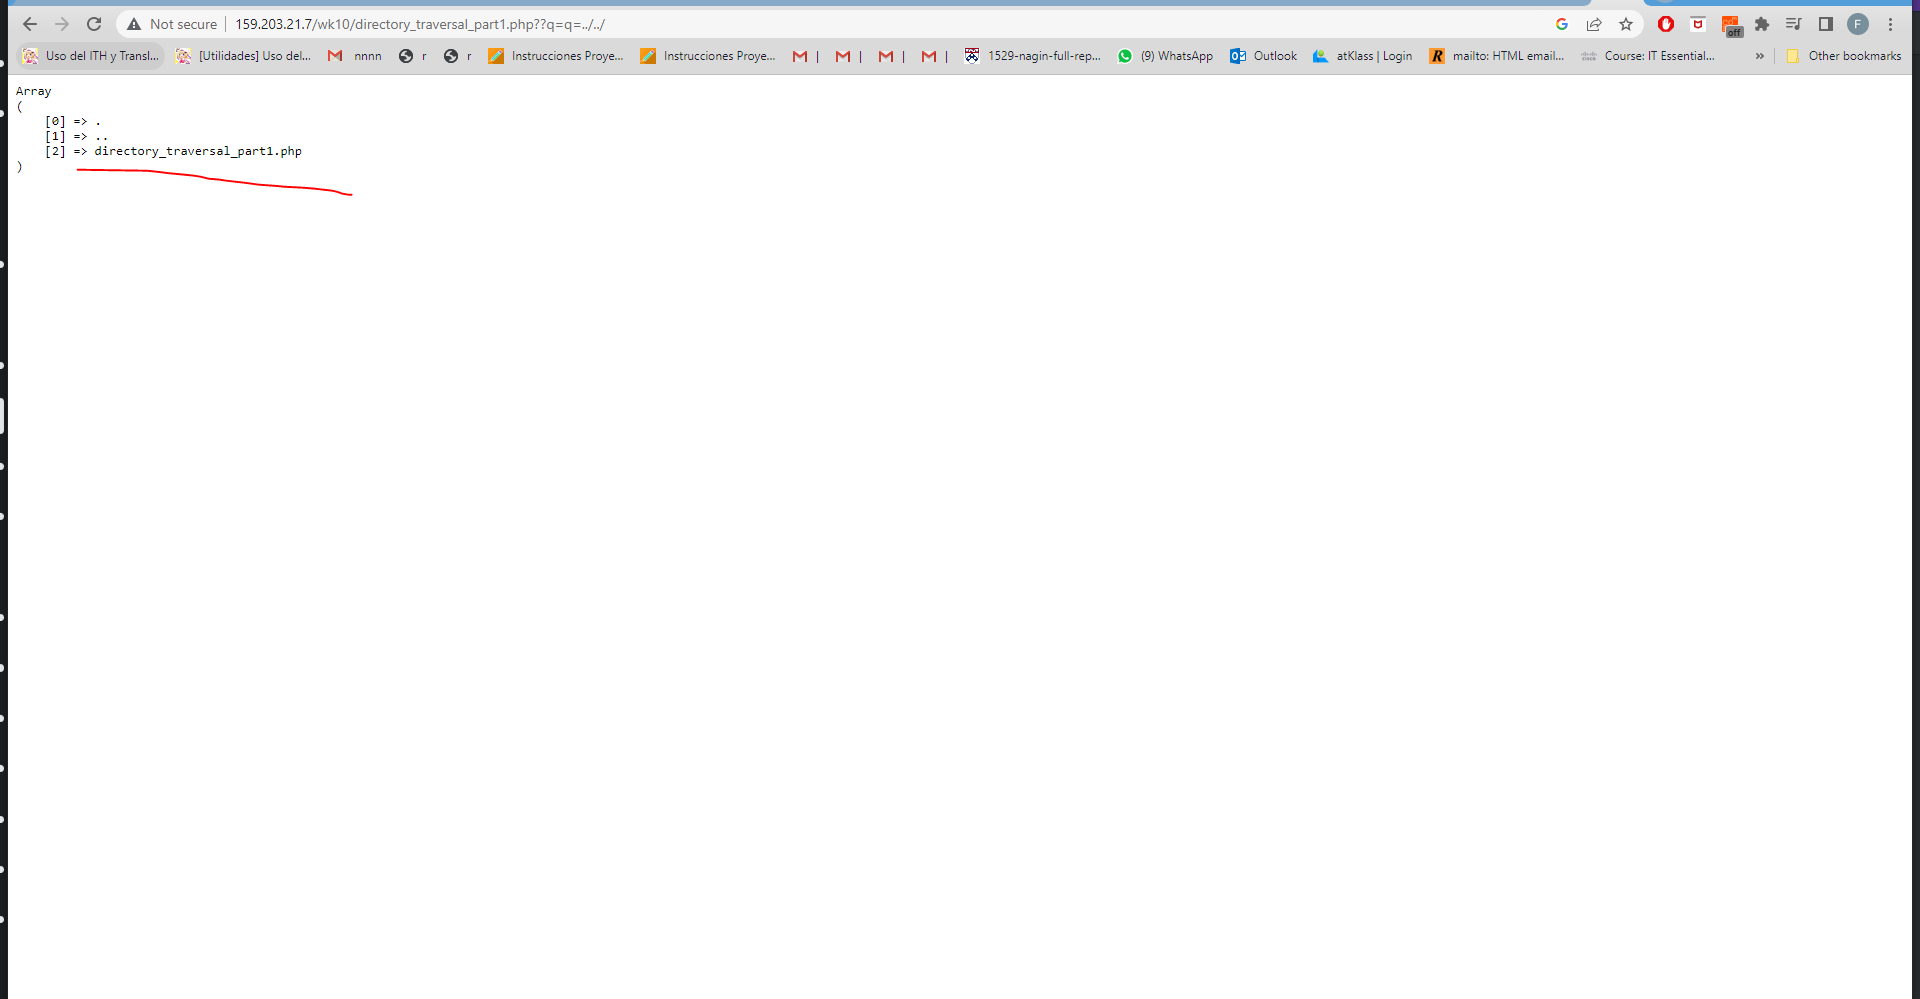 Not secure 159.203.21.7/wk10/directory_traversal_part1.php??q=q=../../
off
F
Uso del ITH y Transl... [Utilidades] Uso del... nnnn r r Instrucciones Proye... Instrucciones Proye... | | | | 1529-nagin-full-rep... (9) WhatsApp Outlook atKlass | Login R mailto: HTML email... Course: IT Essential... » Other bookmarks
Array
(
[0] => .
[1] => ..
[2] => directory_traversal_part1.php
)